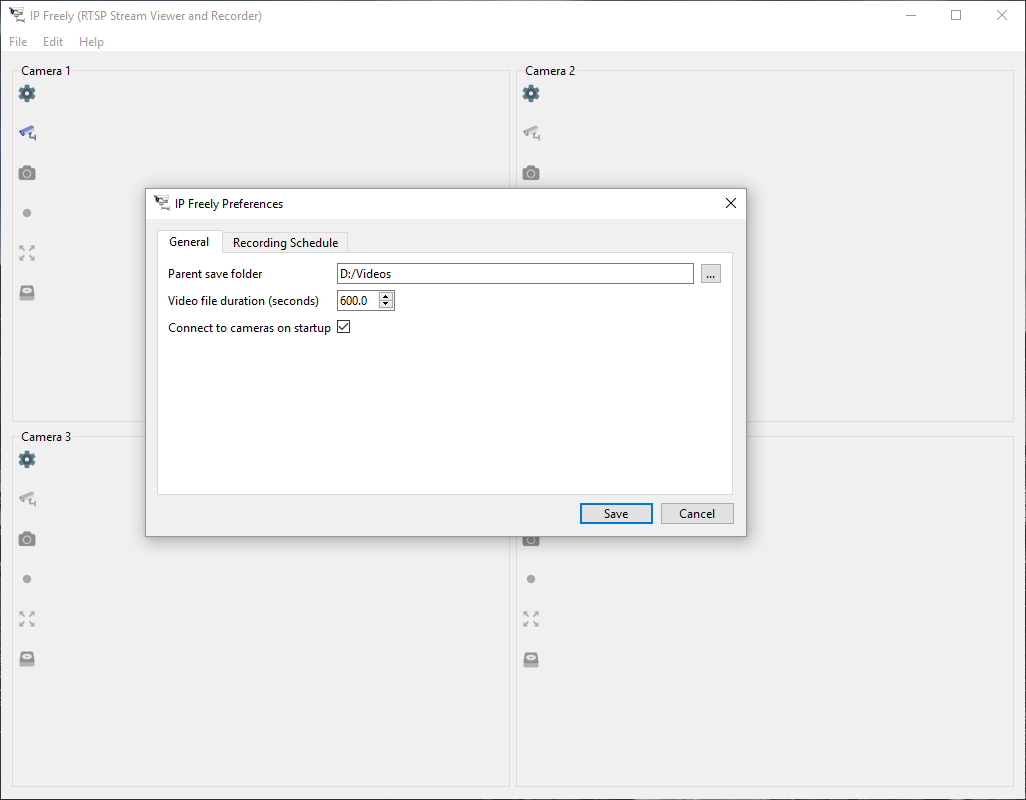 IP Freely (RTSP Stream Viewer and Recorder)
File Edit Help
Camera 1 Camera 2
IP Freely Preferences
General Recording Schedule
Parent save folder D:/Videos ...
Video file duration (seconds) 600.0
Connect to cameras on startup
Save Cancel
Camera 3